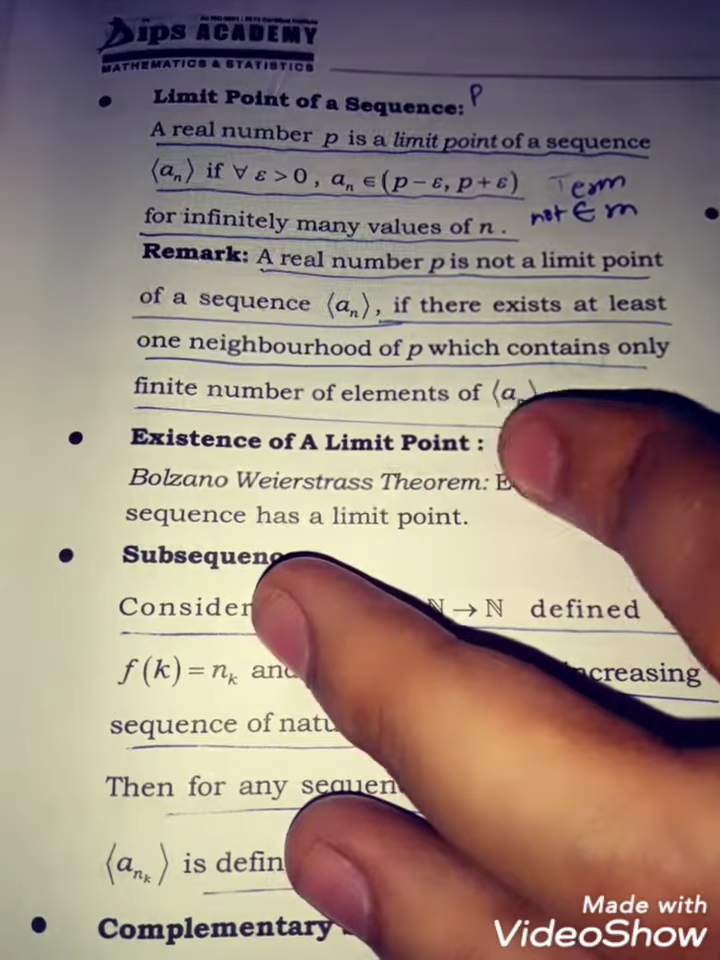 Dips ACADEMY
MATHEMATICS & STATISTICS
• Limit Point of a Sequence: P
A real number p is a limit point of a sequence
⟨aₙ⟩ if ∀ ε > 0, aₙ ∈ (p − ε, p + ε) Term
for infinitely many values of n. not ∈ m
Remark: A real number p is not a limit point
of a sequence ⟨aₙ⟩, if there exists at least
one neighbourhood of p which contains only
finite number of elements of ⟨a
• Existence of A Limit Point :
Bolzano Weierstrass Theorem:
sequence has a limit point.
• Subsequenc
Consider ℕ → ℕ defined
f(k) = nₖ and increasing
sequence of natu
Then for any sequen
⟨aₙₖ⟩ is defin
• Complementary
Made with
VideoShow